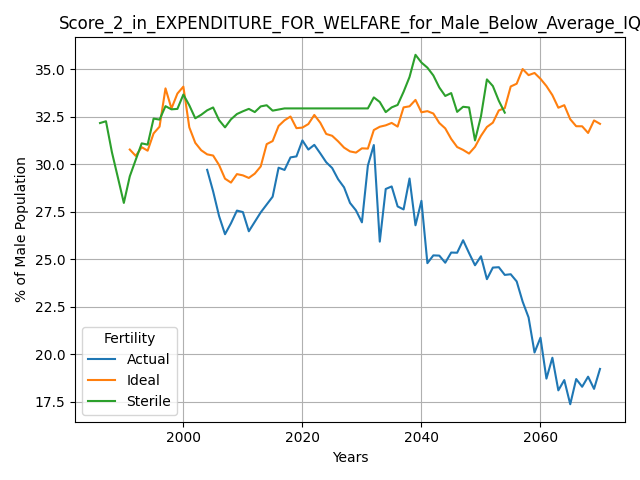 Score_2_in_EXPENDITURE_FOR_WELFARE_for_Male_Below_Average_IQ
% of Male Population
35.0
32.5
30.0
27.5
25.0
22.5
20.0
17.5
Fertility
Actual
Ideal
Sterile
2000
2020
2040
2060
Years